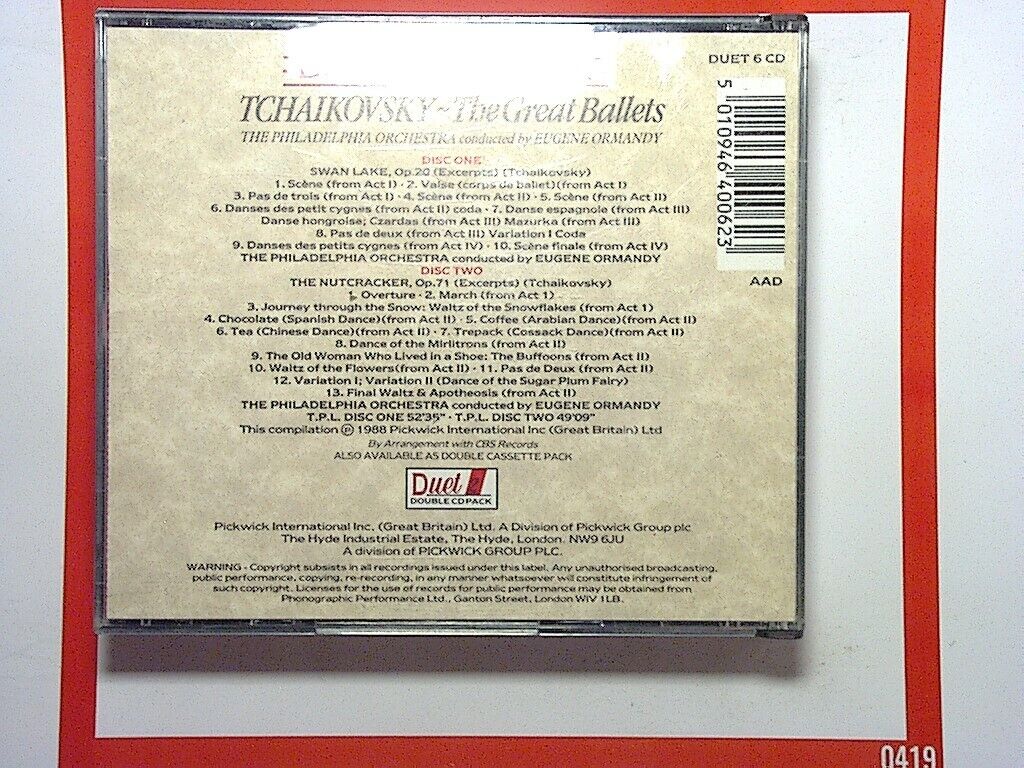 DUET 6 CD
TCHAIKOVSKY ~ The Great Ballets
THE PHILADELPHIA ORCHESTRA conducted by EUGENE ORMANDY
DISC ONE
SWAN LAKE, Op.20 (Excerpts) (Tchaikovsky)
1. Scène (from Act I) · 2. Valse (corps de ballet)(from Act I)
3. Pas de trois (from Act I) · 4. Scène (from Act II) · 5. Scène (from Act II)
6. Danses des petit cygnes (from Act II) coda · 7. Danse espagnole (from Act III)
Danse hongroise; Czardas (from Act III) Mazurka (from Act III)
8. Pas de deux (from Act III) Variation I Coda
9. Danses des petits cygnes (from Act IV) · 10. Scène finale (from Act IV)
THE PHILADELPHIA ORCHESTRA conducted by EUGENE ORMANDY
DISC TWO
THE NUTCRACKER, Op.71 (Excerpts) (Tchaikovsky)
1. Overture · 2. March (from Act 1)
3. Journey through the Snow: Waltz of the Snowflakes (from Act 1)
4. Chocolate (Spanish Dance)(from Act II) · 5. Coffee (Arabian Dance)(from Act II)
6. Tea (Chinese Dance)(from Act II) · 7. Trepack (Cossack Dance)(from Act II)
8. Dance of the Mirlitrons (from Act II)
9. The Old Woman Who Lived in a Shoe: The Buffoons (from Act II)
10. Waltz of the Flowers(from Act II) · 11. Pas de Deux (from Act II)
12. Variation I; Variation II (Dance of the Sugar Plum Fairy)
13. Final Waltz & Apotheosis (from Act II)
THE PHILADELPHIA ORCHESTRA conducted by EUGENE ORMANDY
T.P.L. DISC ONE 52'35" · T.P.L. DISC TWO 49'09"
This compilation ℗ 1988 Pickwick International Inc (Great Britain) Ltd
By Arrangement with CBS Records
ALSO AVAILABLE AS DOUBLE CASSETTE PACK
Duet
DOUBLE CD PACK
Pickwick International Inc. (Great Britain) Ltd. A Division of Pickwick Group plc
The Hyde Industrial Estate, The Hyde, London. NW9 6JU
A division of PICKWICK GROUP PLC.
WARNING - Copyright subsists in all recordings issued under this label. Any unauthorised broadcasting,
public performance, copying, re-recording, in any manner whatsoever will constitute infringement of
such copyright. Licenses for the use of records for public performance may be obtained from
Phonographic Performance Ltd., Ganton Street, London WIV 1LB.
5 010946 400623
AAD
0419